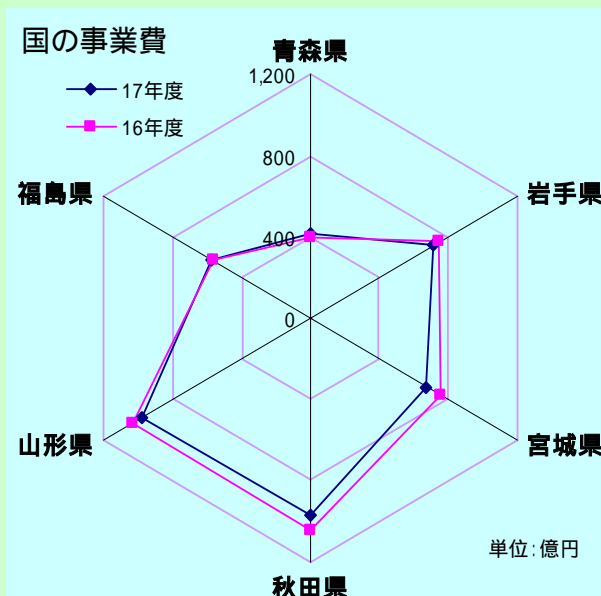 国の事業費
17年度
16年度
青森県
1,200
800
400
0
岩手県
宮城県
秋田県
山形県
福島県
単位：億円